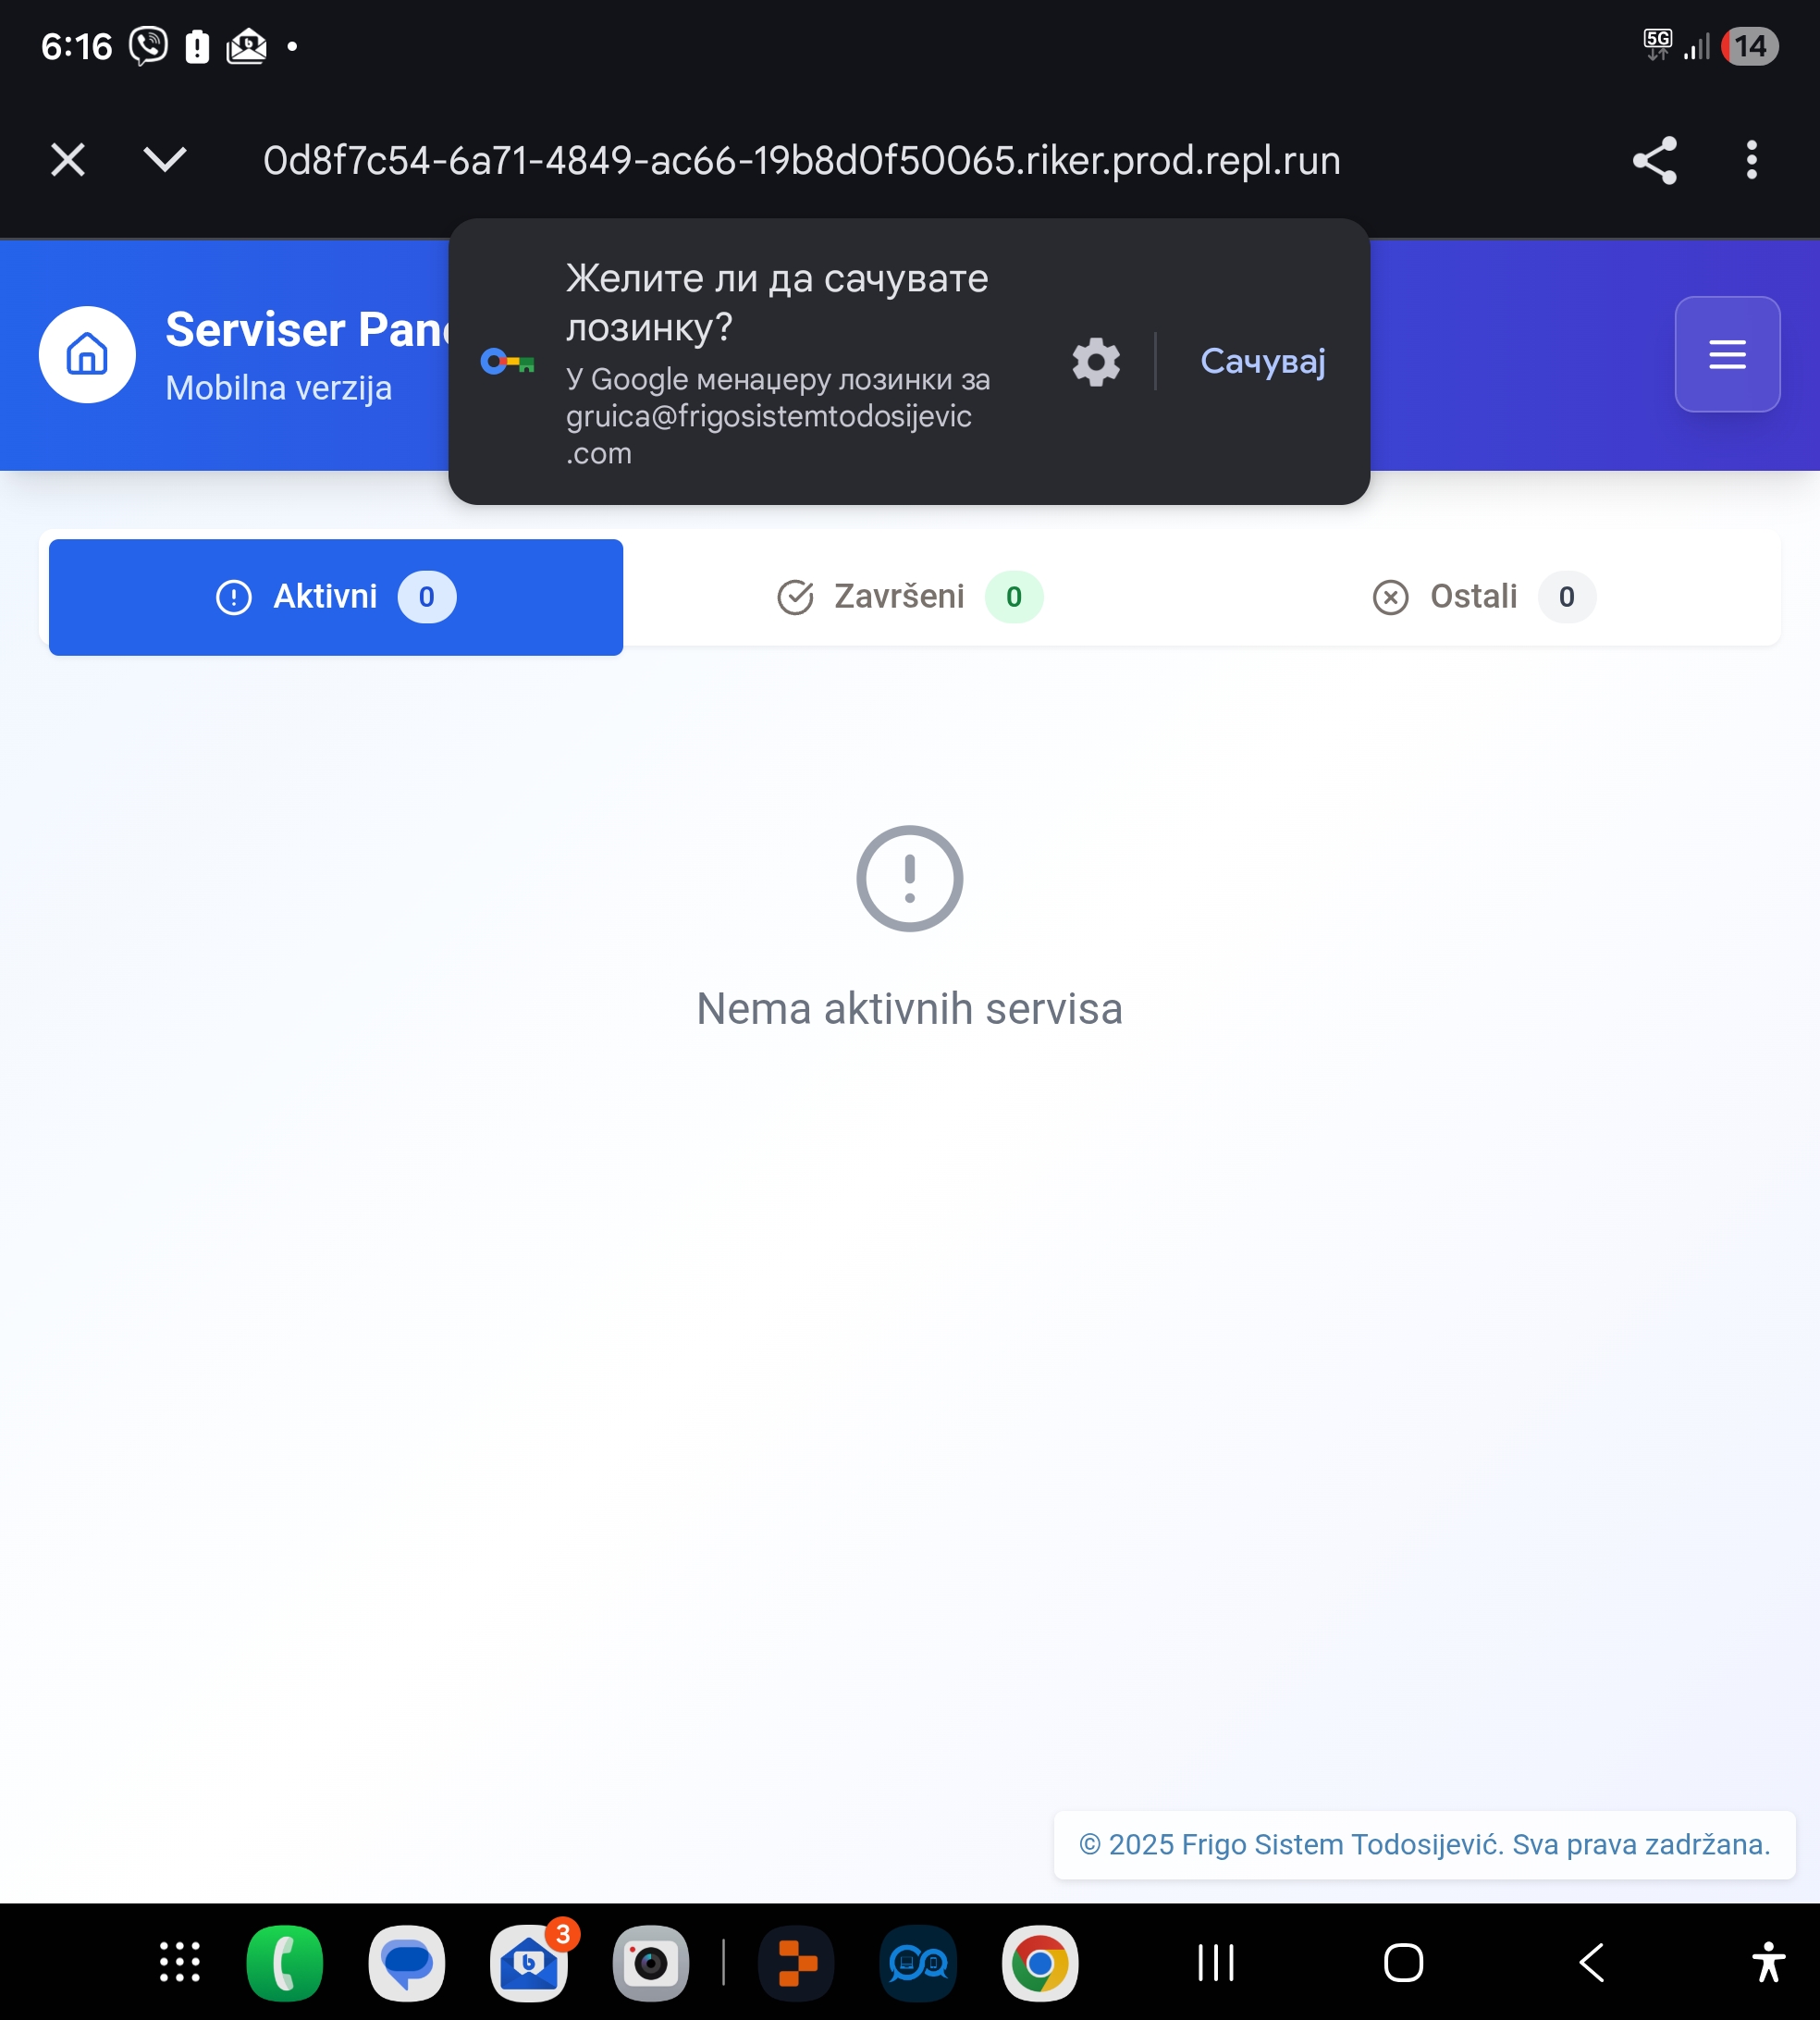 6:16
5G
14
0d8f7c54-6a71-4849-ac66-19b8d0f50065.riker.prod.repl.run
Желите ли да сачувате
лозинку?
У Google менаџеру лозинки за
gruica@frigosistemtodosijevic
.com
Сачувај
Serviser Pane
Mobilna verzija
Aktivni 0
Završeni 0
Ostali 0
Nema aktivnih servisa
© 2025 Frigo Sistem Todosijević. Sva prava zadržana.
3